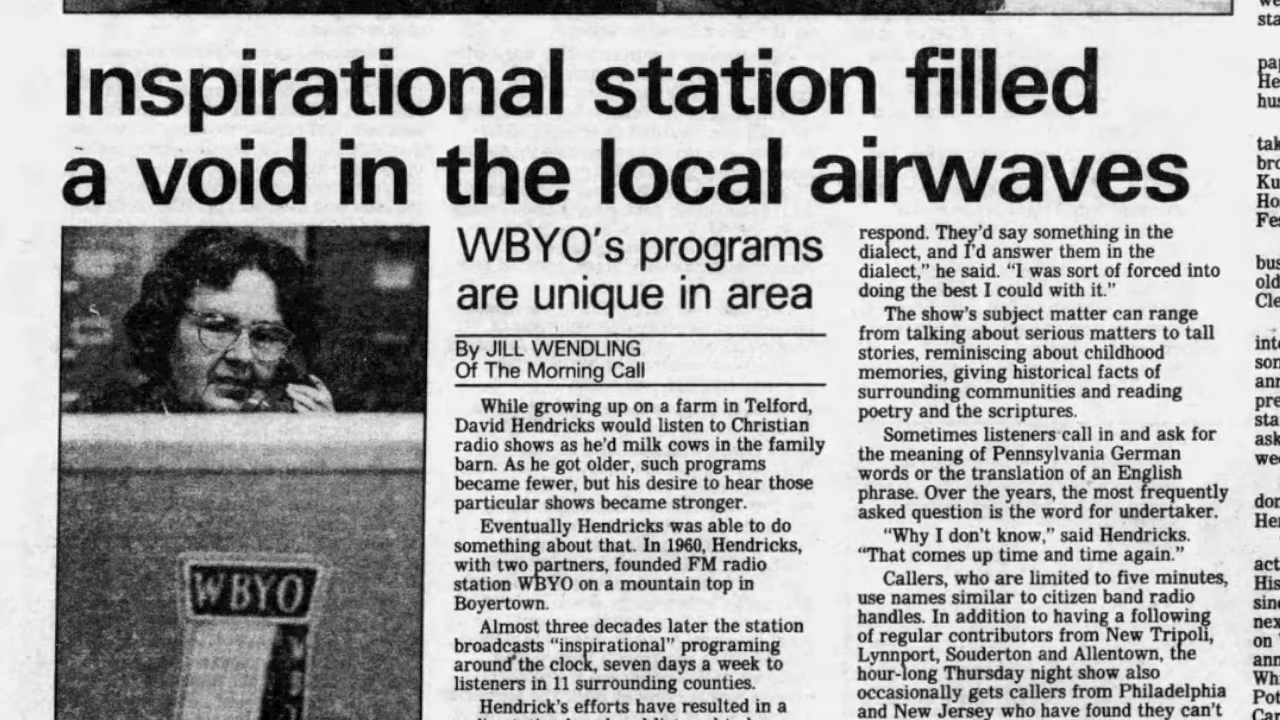 Inspirational station filled
a void in the local airwaves
WBYO
WBYO's programs
are unique in area
By JILL WENDLING
Of The Morning Call
While growing up on a farm in Telford,
David Hendricks would listen to Christian
radio shows as he'd milk cows in the family
barn. As he got older, such programs
became fewer, but his desire to hear those
particular shows became stronger.
Eventually Hendricks was able to do
something about that. In 1960, Hendricks,
with two partners, founded FM radio
station WBYO on a mountain top in
Boyertown.
Almost three decades later the station
broadcasts “inspirational” programing
around the clock, seven days a week to
listeners in 11 surrounding counties.
Hendrick's efforts have resulted in a
respond. They'd say something in the
dialect, and I'd answer them in the
dialect,” he said. “I was sort of forced into
doing the best I could with it.”
The show's subject matter can range
from talking about serious matters to tall
stories, reminiscing about childhood
memories, giving historical facts of
surrounding communities and reading
poetry and the scriptures.
Sometimes listeners call in and ask for
the meaning of Pennsylvania German
words or the translation of an English
phrase. Over the years, the most frequently
asked question is the word for undertaker.
“Why I don't know,” said Hendricks.
“That comes up time and time again.”
Callers, who are limited to five minutes,
use names similar to citizen band radio
handles. In addition to having a following
of regular contributors from New Tripoli,
Lynnport, Souderton and Allentown, the
hour-long Thursday night show also
occasionally gets callers from Philadelphia
and New Jersey who have found they can't